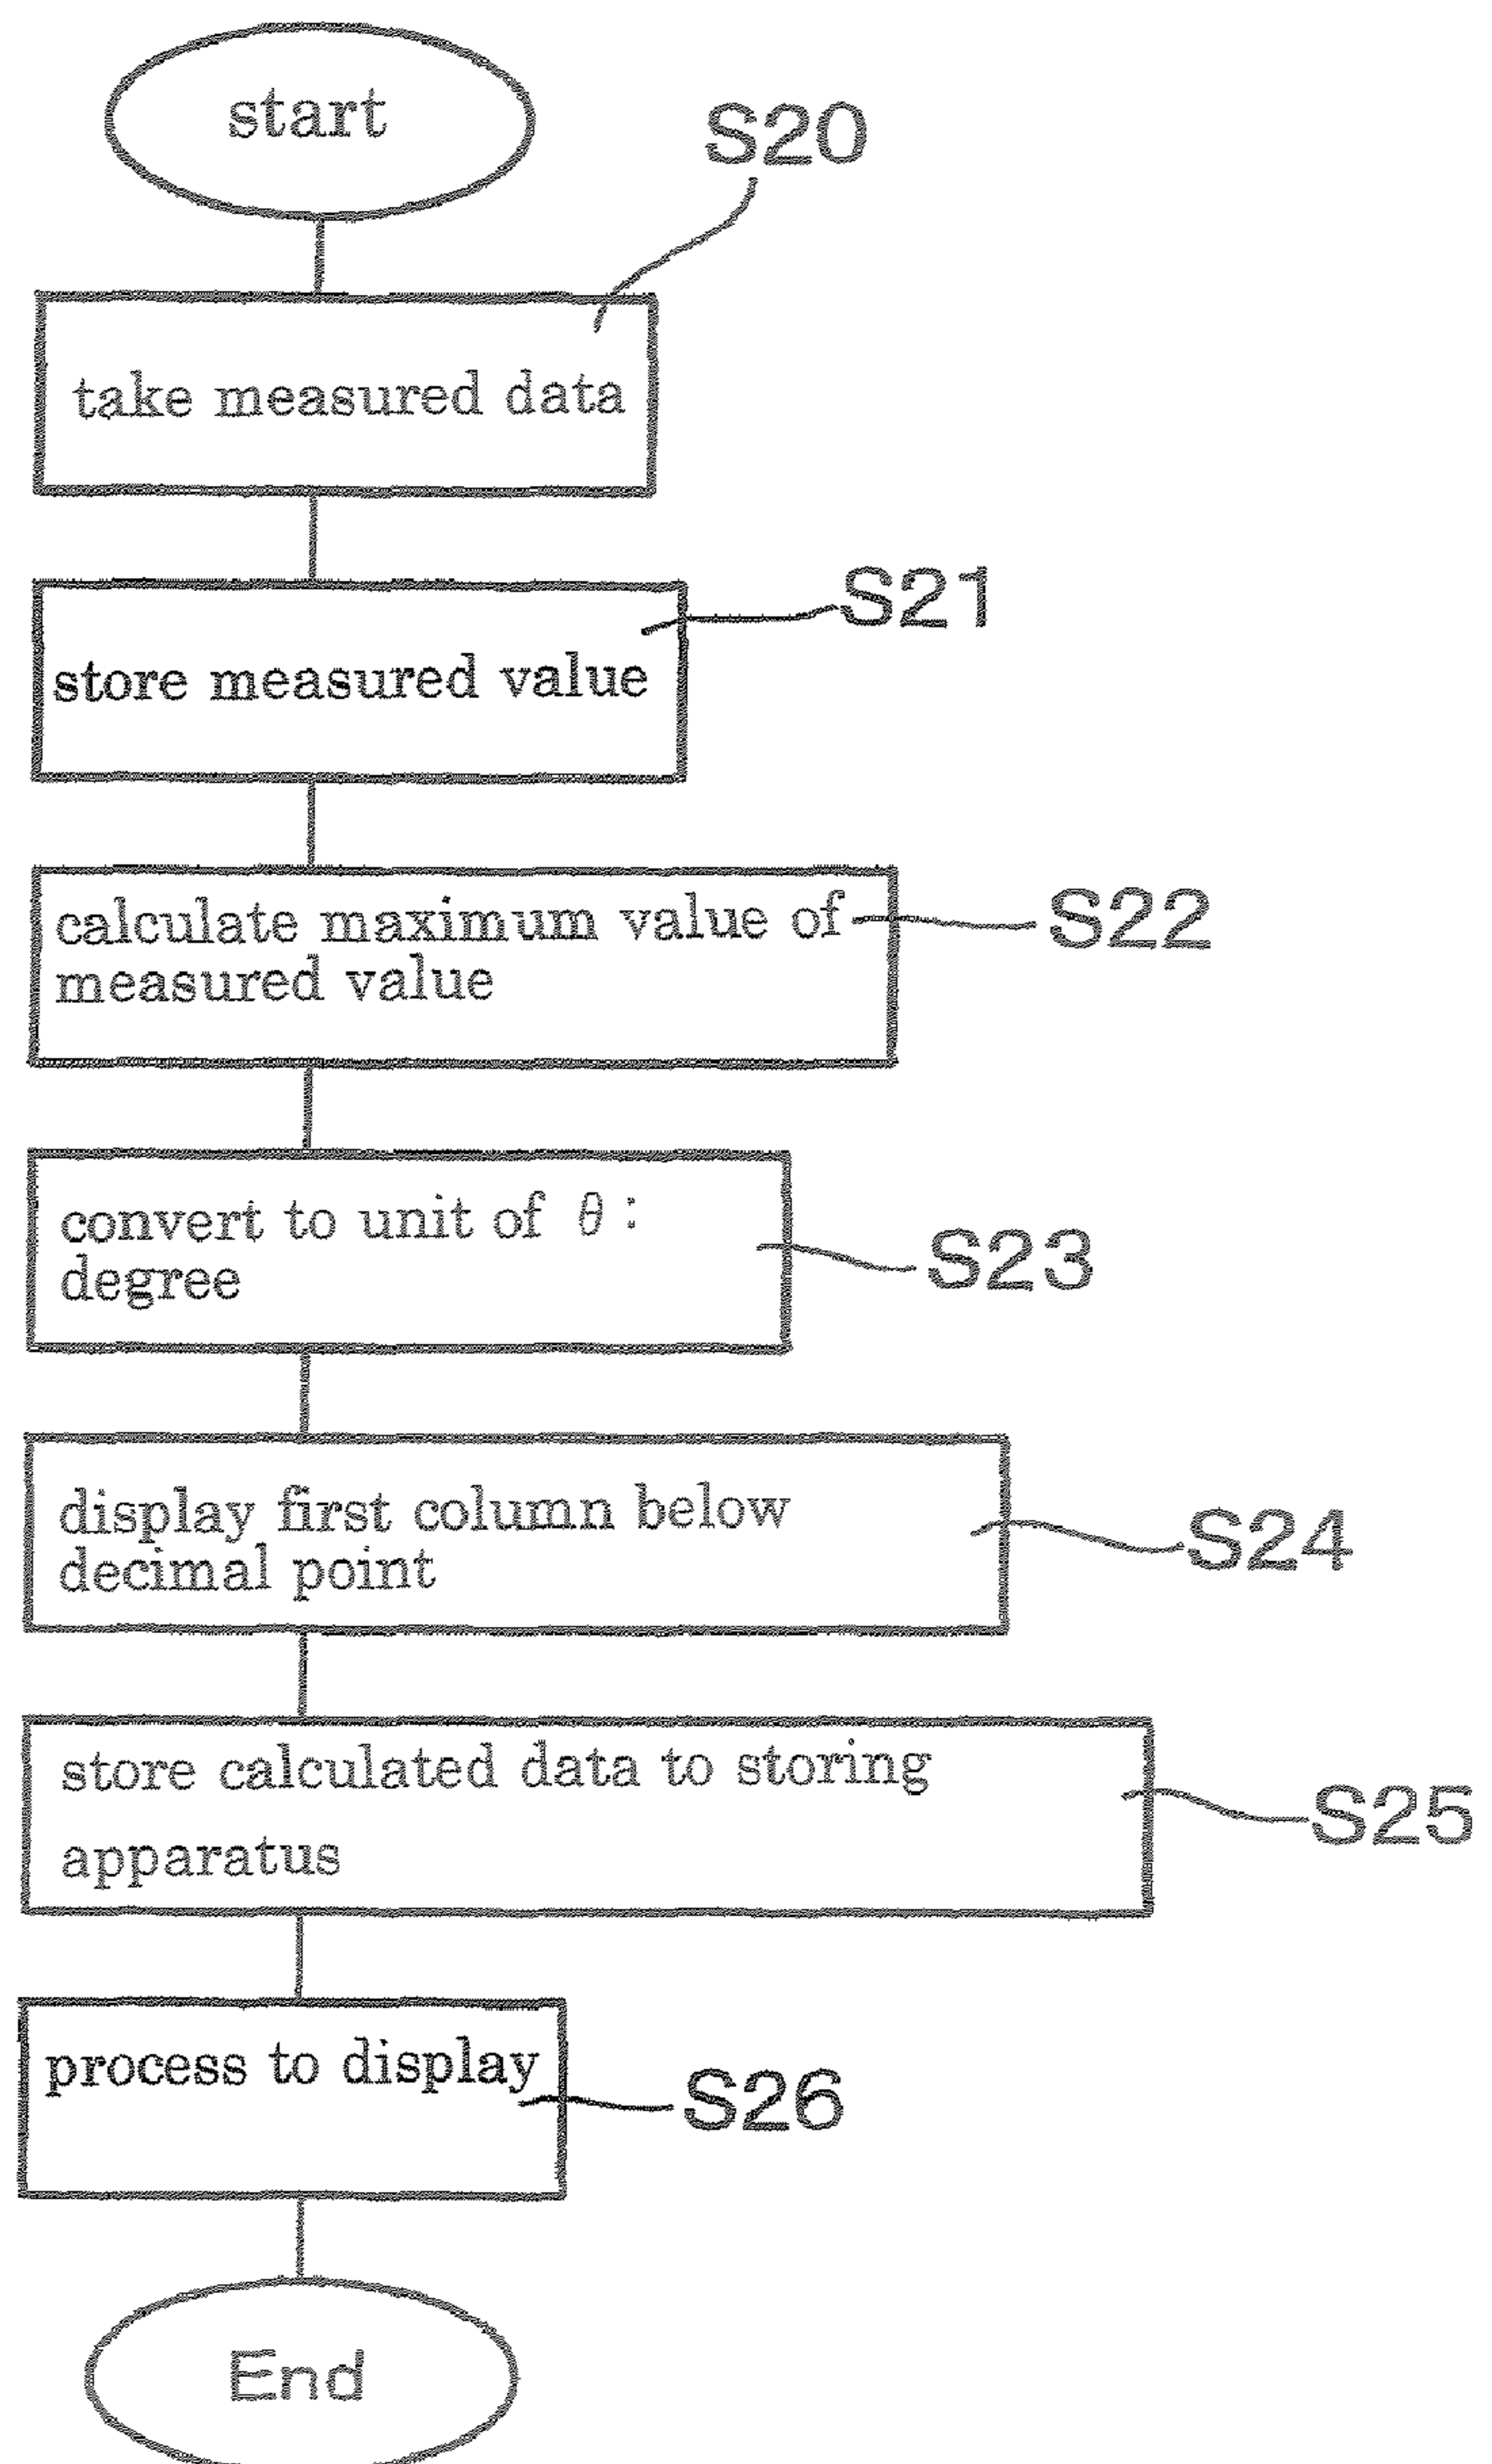 start
S20
take measured data
S21
store measured value
calculate maximum value of
measured value
S22
convert to unit of θ :
degree
S23
display first column below
decimal point
S24
store calculated data to storing
apparatus
S25
process to display
S26
End